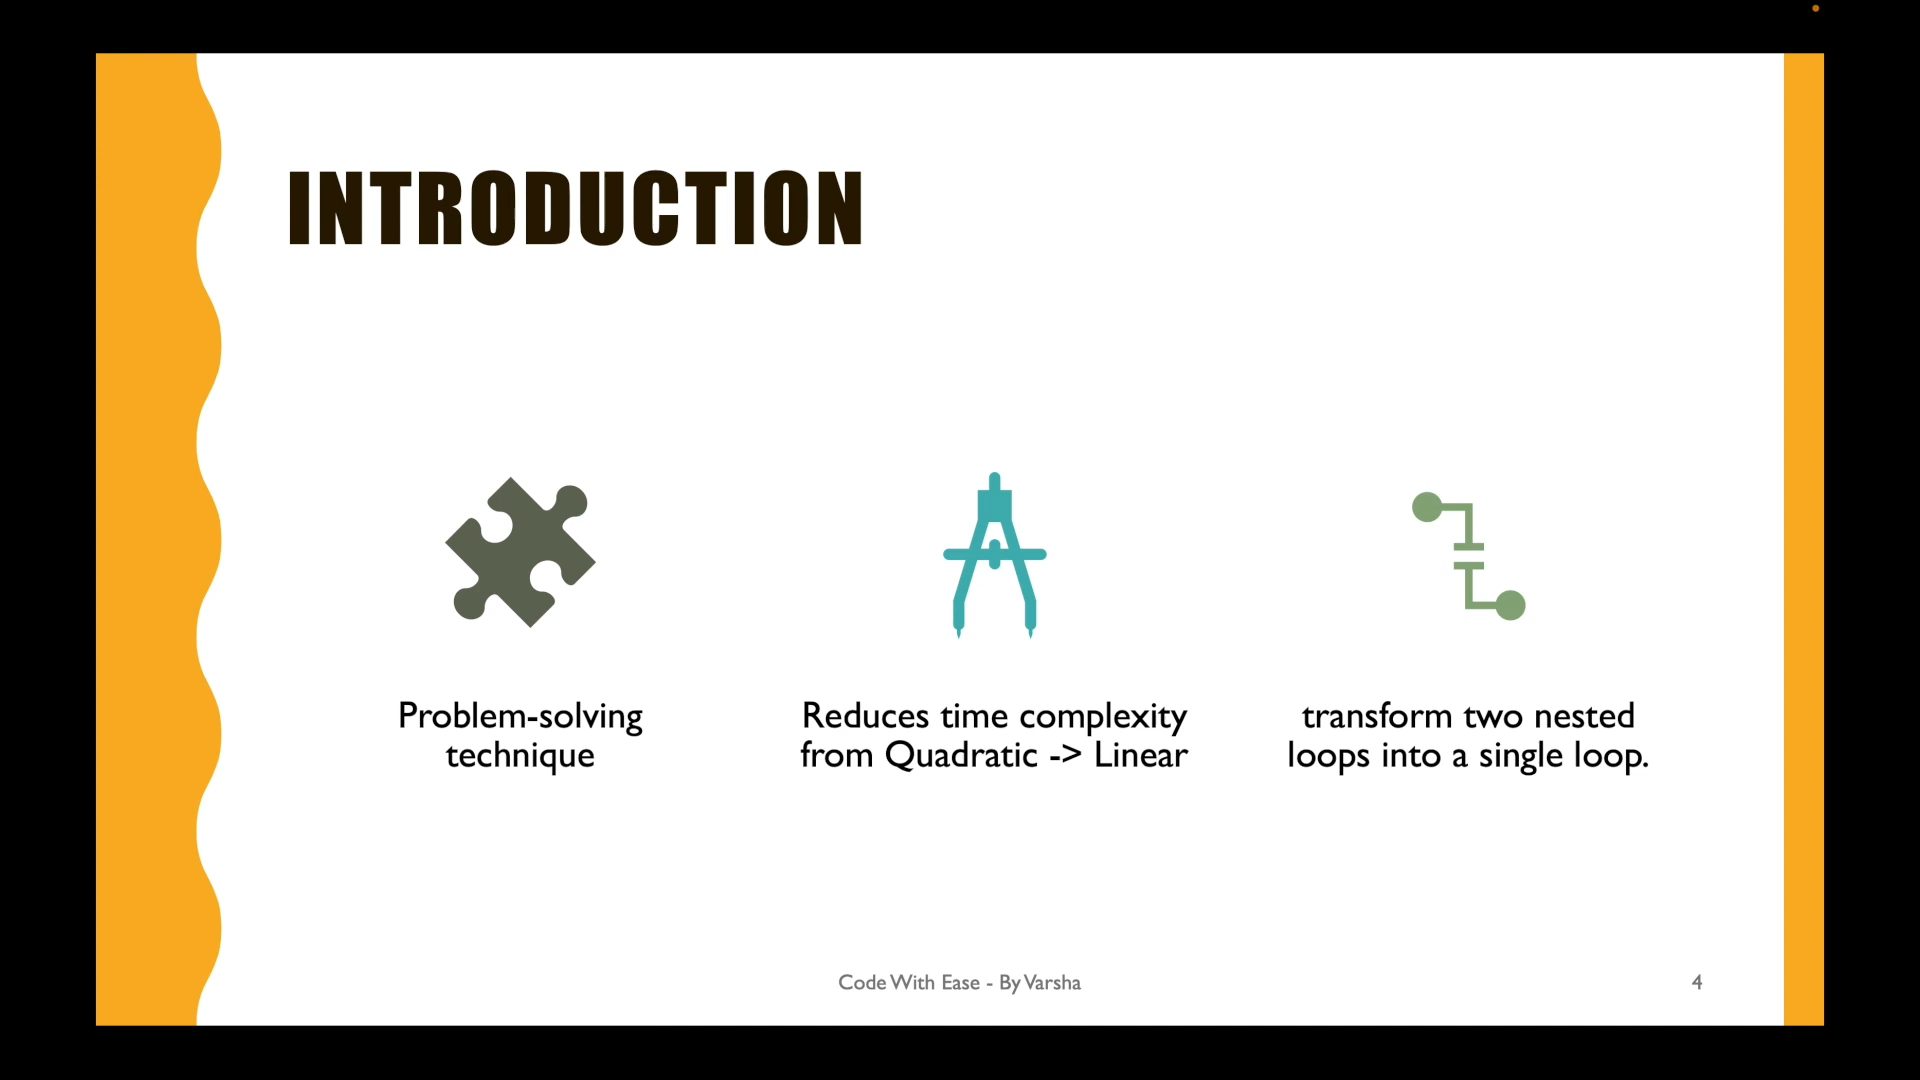 INTRODUCTION
Problem-solving
technique
Reduces time complexity
from Quadratic -> Linear
transform two nested
loops into a single loop.
Code With Ease - By Varsha
4